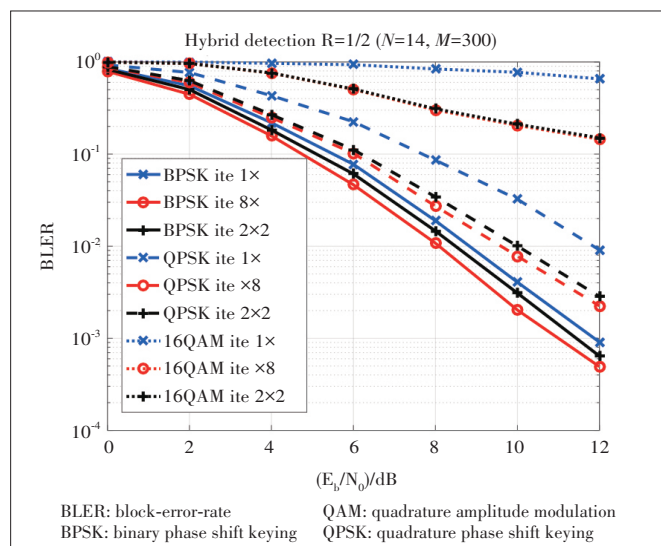 Hybrid detection R=1/2 (N=14, M=300)
10⁰
10⁻¹
10⁻²
10⁻³
10⁻⁴
BLER
BPSK ite 1×
BPSK ite 8×
BPSK ite 2×2
QPSK ite 1×
QPSK ite ×8
QPSK ite 2×2
16QAM ite 1×
16QAM ite ×8
16QAM ite 2×2
0 2 4 6 8 10 12
(E_b/N_0)/dB
BLER: block-error-rate QAM: quadrature amplitude modulation
BPSK: binary phase shift keying QPSK: quadrature phase shift keying